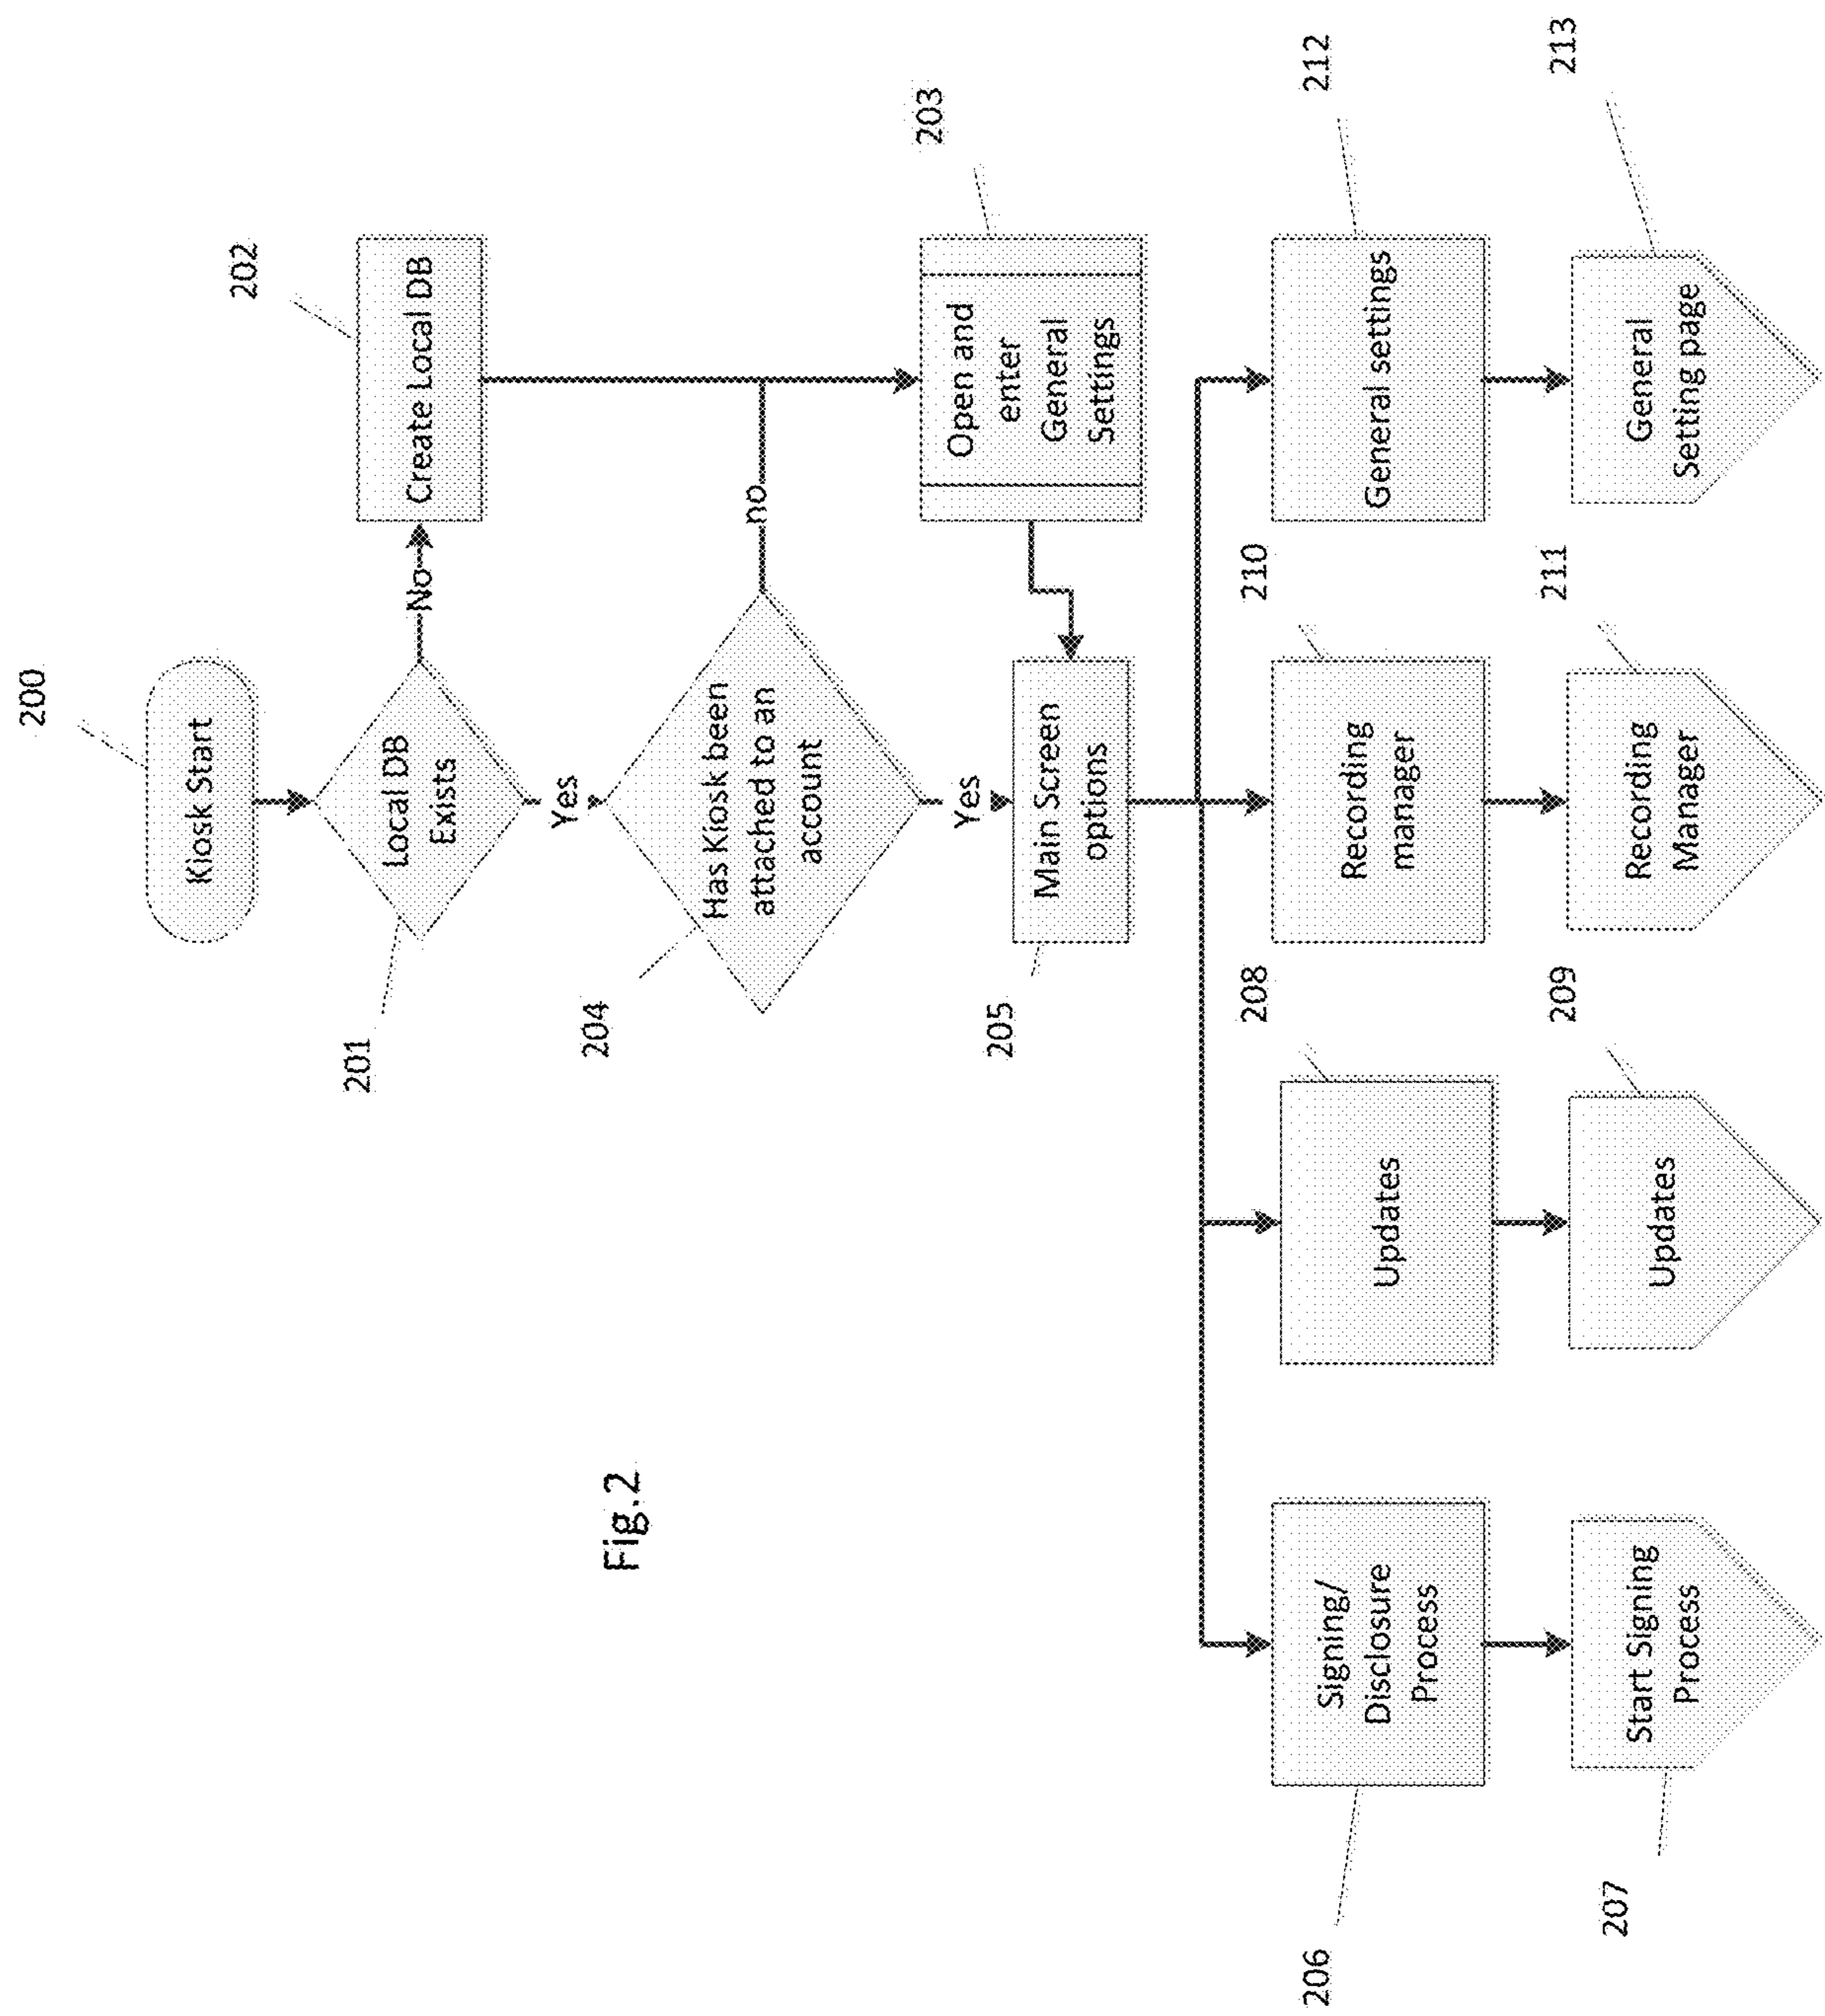 200
Kiosk Start
201
Local DB
Exists
No
202
Create Local DB
Yes
204
Has Kiosk been
attached to an
account
no
203
Open and
enter
General
Settings
Yes
205
Main Screen
options
Fig.2
206
Signing/
Disclosure
Process
208
Updates
210
Recording
manager
212
General settings
207
Start Signing
Process
209
Updates
211
Recording
Manager
213
General
Setting page